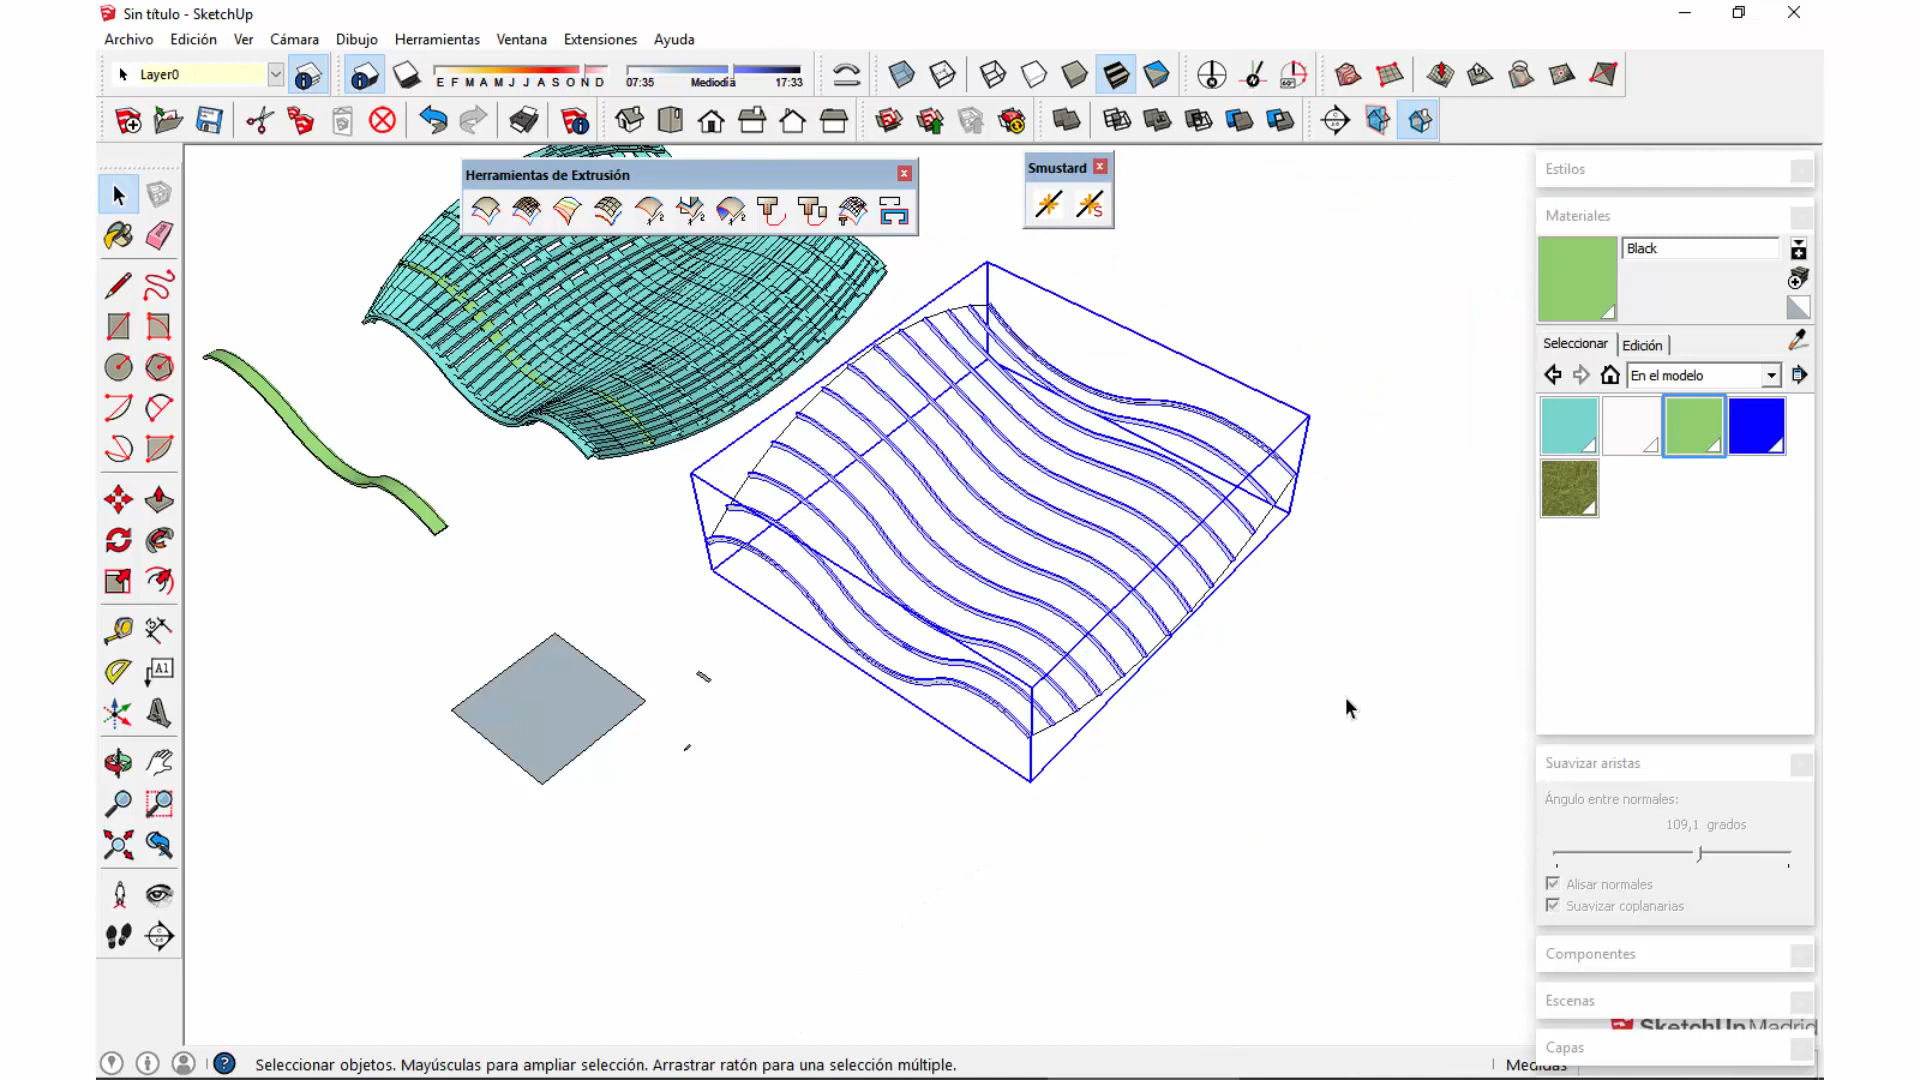 Sin título - SketchUp
Archivo Edición Ver Cámara Dibujo Herramientas Ventana Extensiones Ayuda
Layer0
E F M A M J J A S O N D
07:35 Mediodía 17:33
Herramientas de Extrusión
Smustard
A1
Estilos
Materiales
Black
Seleccionar Edición
En el modelo
Suavizar aristas
Ángulo entre normales:
109,1 grados
Alisar normales
Suavizar coplanarias
Componentes
Escenas
SketchUp Madrid
Capas
Seleccionar objetos. Mayúsculas para ampliar selección. Arrastrar ratón para una selección múltiple.